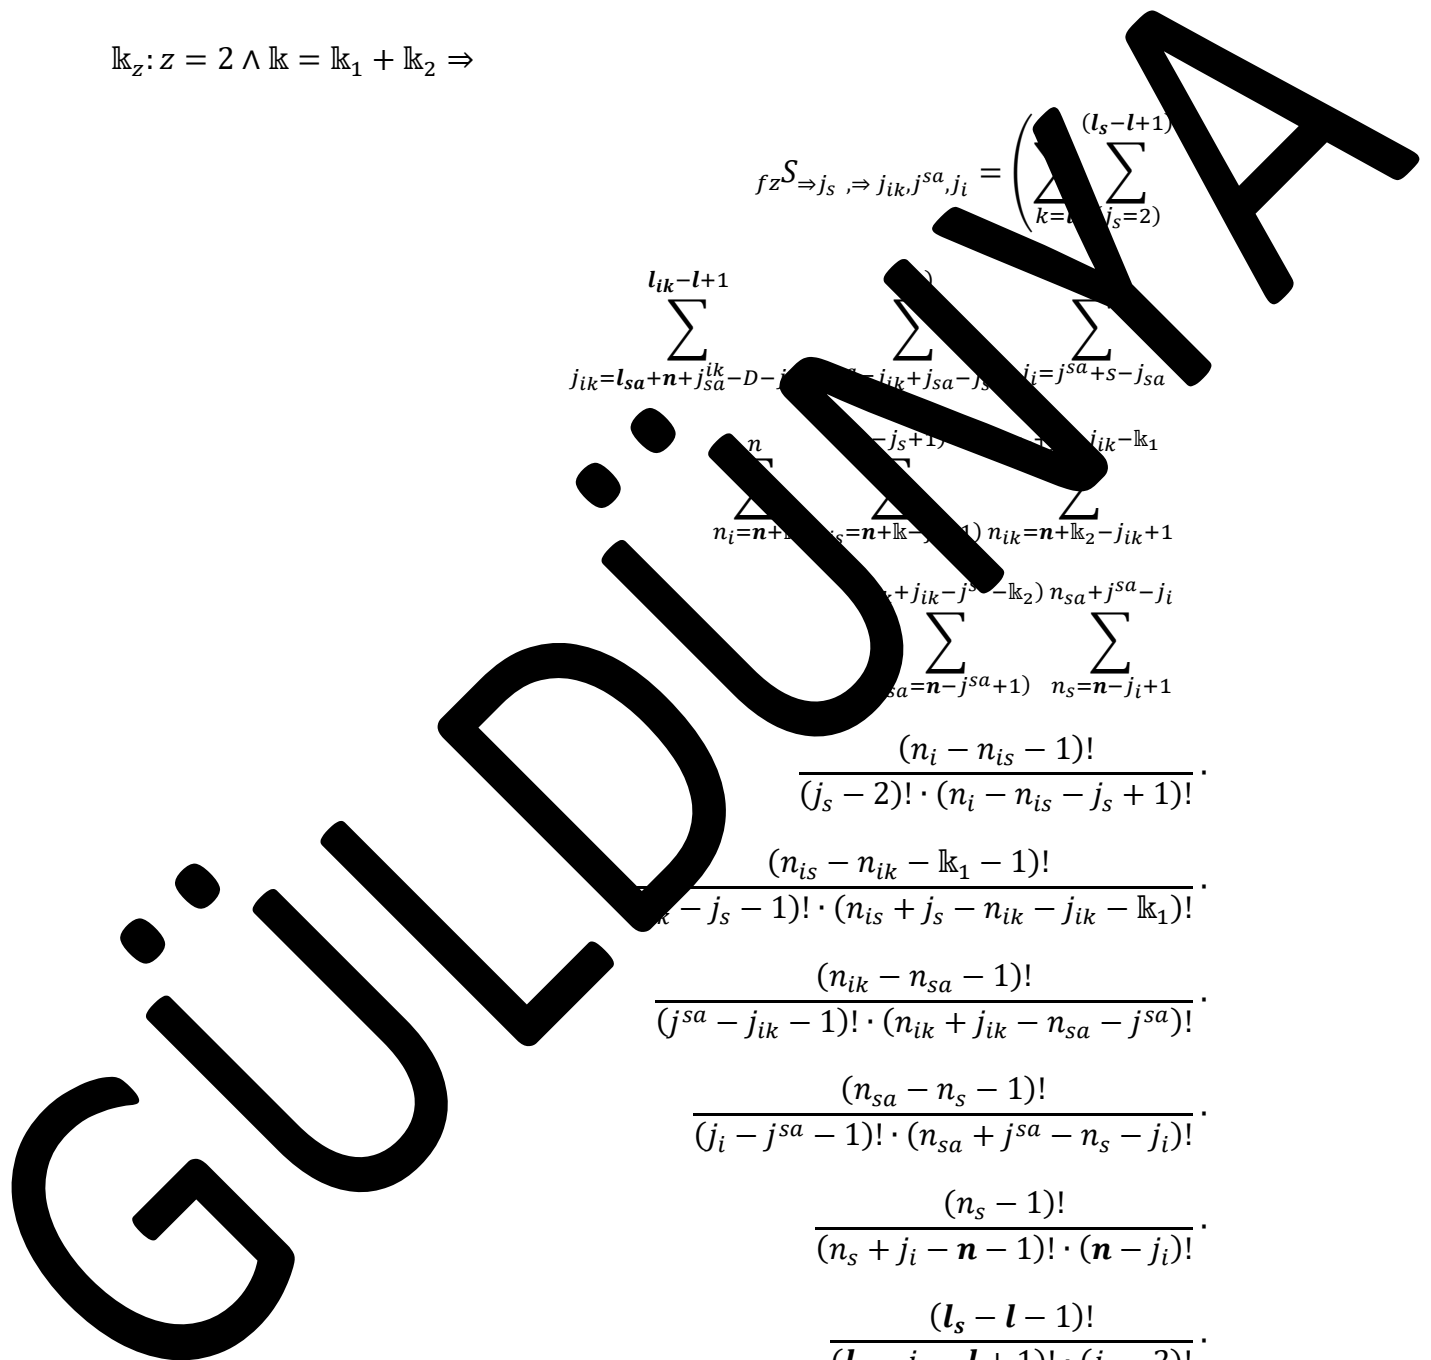 𝕜_z: z = 2 ∧ 𝕜 = 𝕜_1 + 𝕜_2 ⇒
(l_s−l+1)
_{fz}S_{⇒j_s ,⇒ j_{ik},j^{sa},j_i} = ( ∑ ∑
k= j_s=2)
l_{ik}−l+1
∑ ∑ ∑
j_{ik}=l_{sa}+n+j_{sa}^{ik}−D− j_{ik}+j_{sa}− j_i=j^{sa}+s−j_{sa}
n −j_s+1) j_{ik}−𝕜_1
∑ ∑ ∑
n_i=n+ =n+𝕜− n_{ik}=n+𝕜_2−j_{ik}+1
+j_{ik}− −𝕜_2) n_{sa}+j^{sa}−j_i
∑ ∑
=n−j^{sa}+1) n_s=n−j_i+1
(n_i − n_{is} − 1)!
(j_s − 2)! · (n_i − n_{is} − j_s + 1)! ·
(n_{is} − n_{ik} − 𝕜_1 − 1)!
− j_s − 1)! · (n_{is} + j_s − n_{ik} − j_{ik} − 𝕜_1)! ·
(n_{ik} − n_{sa} − 1)!
(j^{sa} − j_{ik} − 1)! · (n_{ik} + j_{ik} − n_{sa} − j^{sa})! ·
(n_{sa} − n_s − 1)!
(j_i − j^{sa} − 1)! · (n_{sa} + j^{sa} − n_s − j_i)! ·
(n_s − 1)!
(n_s + j_i − n − 1)! · (n − j_i)! ·
(l_s − l − 1)! ·
GÜLDÜNYA